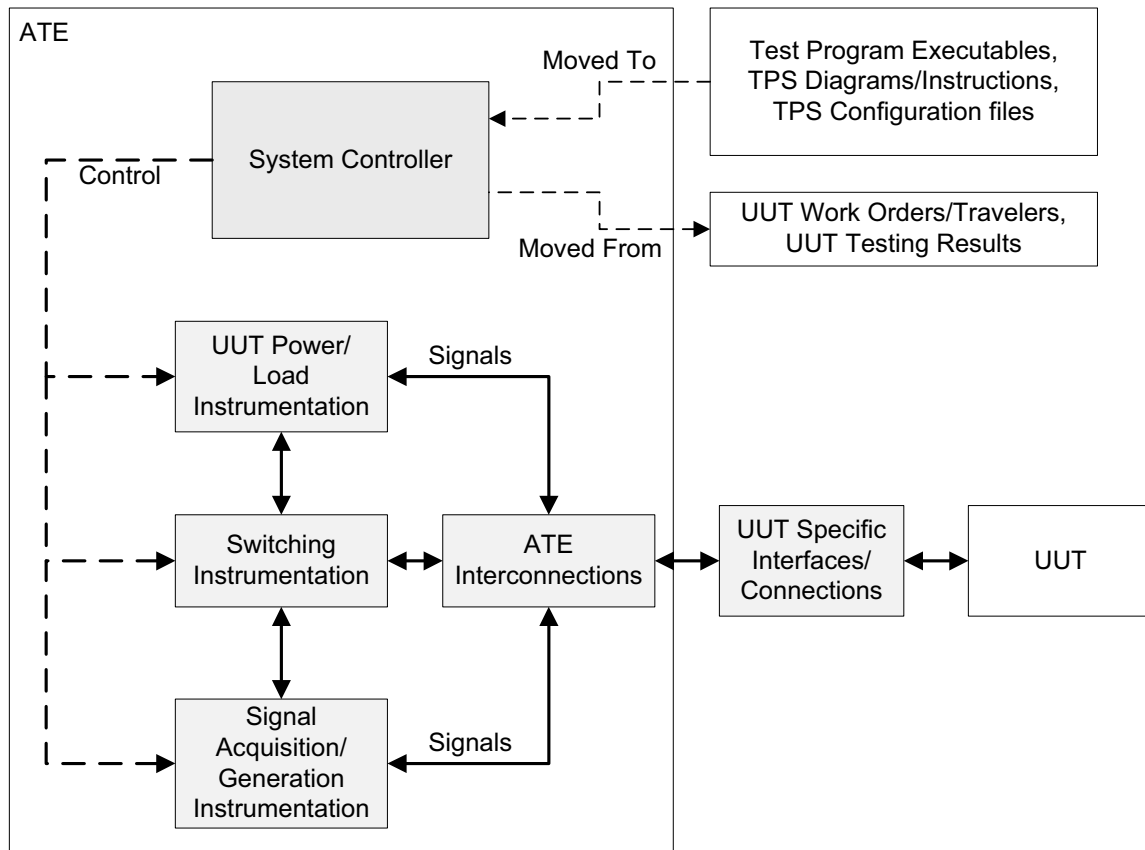 ATE
Moved To
Test Program Executables,
TPS Diagrams/Instructions,
TPS Configuration files
System Controller
Control
Moved From
UUT Work Orders/Travelers,
UUT Testing Results
UUT Power/
Load
Instrumentation
Signals
Switching
Instrumentation
ATE
Interconnections
UUT Specific
Interfaces/
Connections
UUT
Signal
Acquisition/
Generation
Instrumentation
Signals